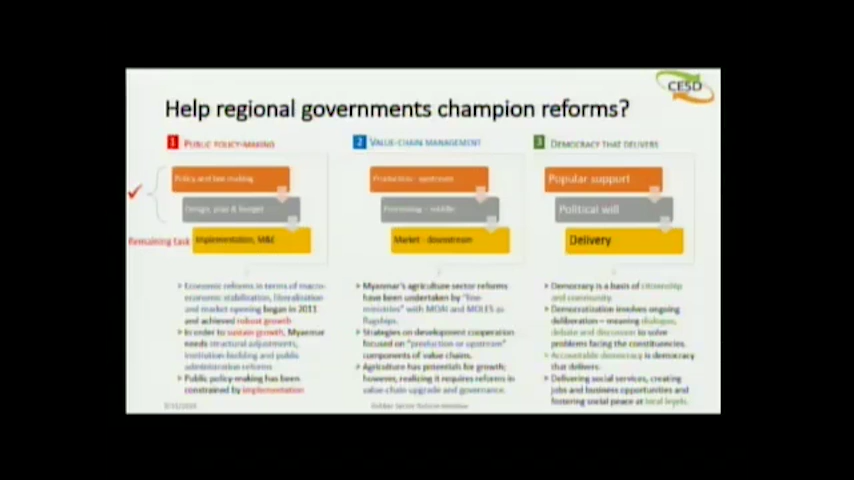 CESD
Help regional governments champion reforms?
1 PUBLIC POLICY-MAKING
Policy and law making
Design, plan & budget
Remaining task
Implementation, M&E
Economic reforms in terms of macro-
economic stabilisation, liberalisation
and market opening began in 2011
and achieved robust growth
In order to sustain growth, Myanmar
needs structural adjustments,
institution-building and public
administration reforms
Public policy-making has been
constrained by implementation
2 VALUE-CHAIN MANAGEMENT
Production - upstream
Processing - middle
Market - downstream
Myanmar's agriculture sector reforms
have been undertaken by "line-
ministries" with MOAI and MOLES as
flagships.
Strategies on development cooperation
focused on "production or upstream"
components of value chains.
Agriculture has potentials for growth;
however, realizing it requires reforms in
value-chain upgrade and governance.
3 DEMOCRACY THAT DELIVERS
Popular support
Political will
Delivery
Democracy is a basis of citizenship
and community.
Democratization involves ongoing
deliberation – meaning dialogue,
debate and discussion to solve
problems facing the constituencies.
Accountable democracy is democracy
that delivers.
Delivering social services, creating
jobs and business opportunities and
fostering social peace at local levels.
Rubber Sector Reform Initiative